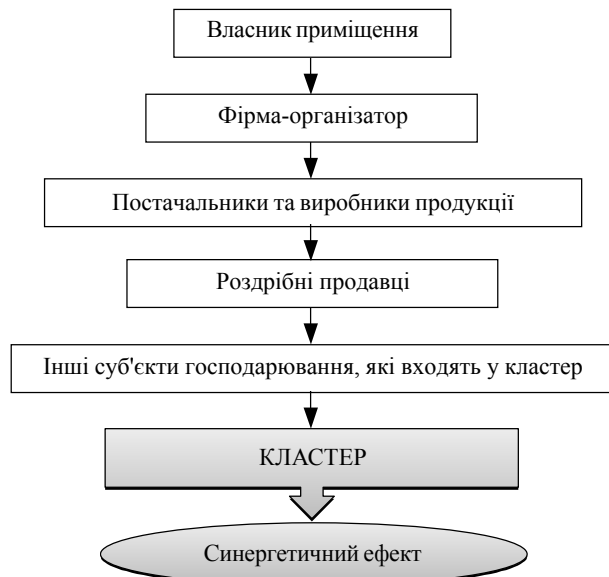 Власник приміщення
Фірма-організатор
Постачальники та виробники продукції
Роздрібні продавці
Інші суб'єкти господарювання, які входять у кластер
КЛАСТЕР
Синергетичний ефект